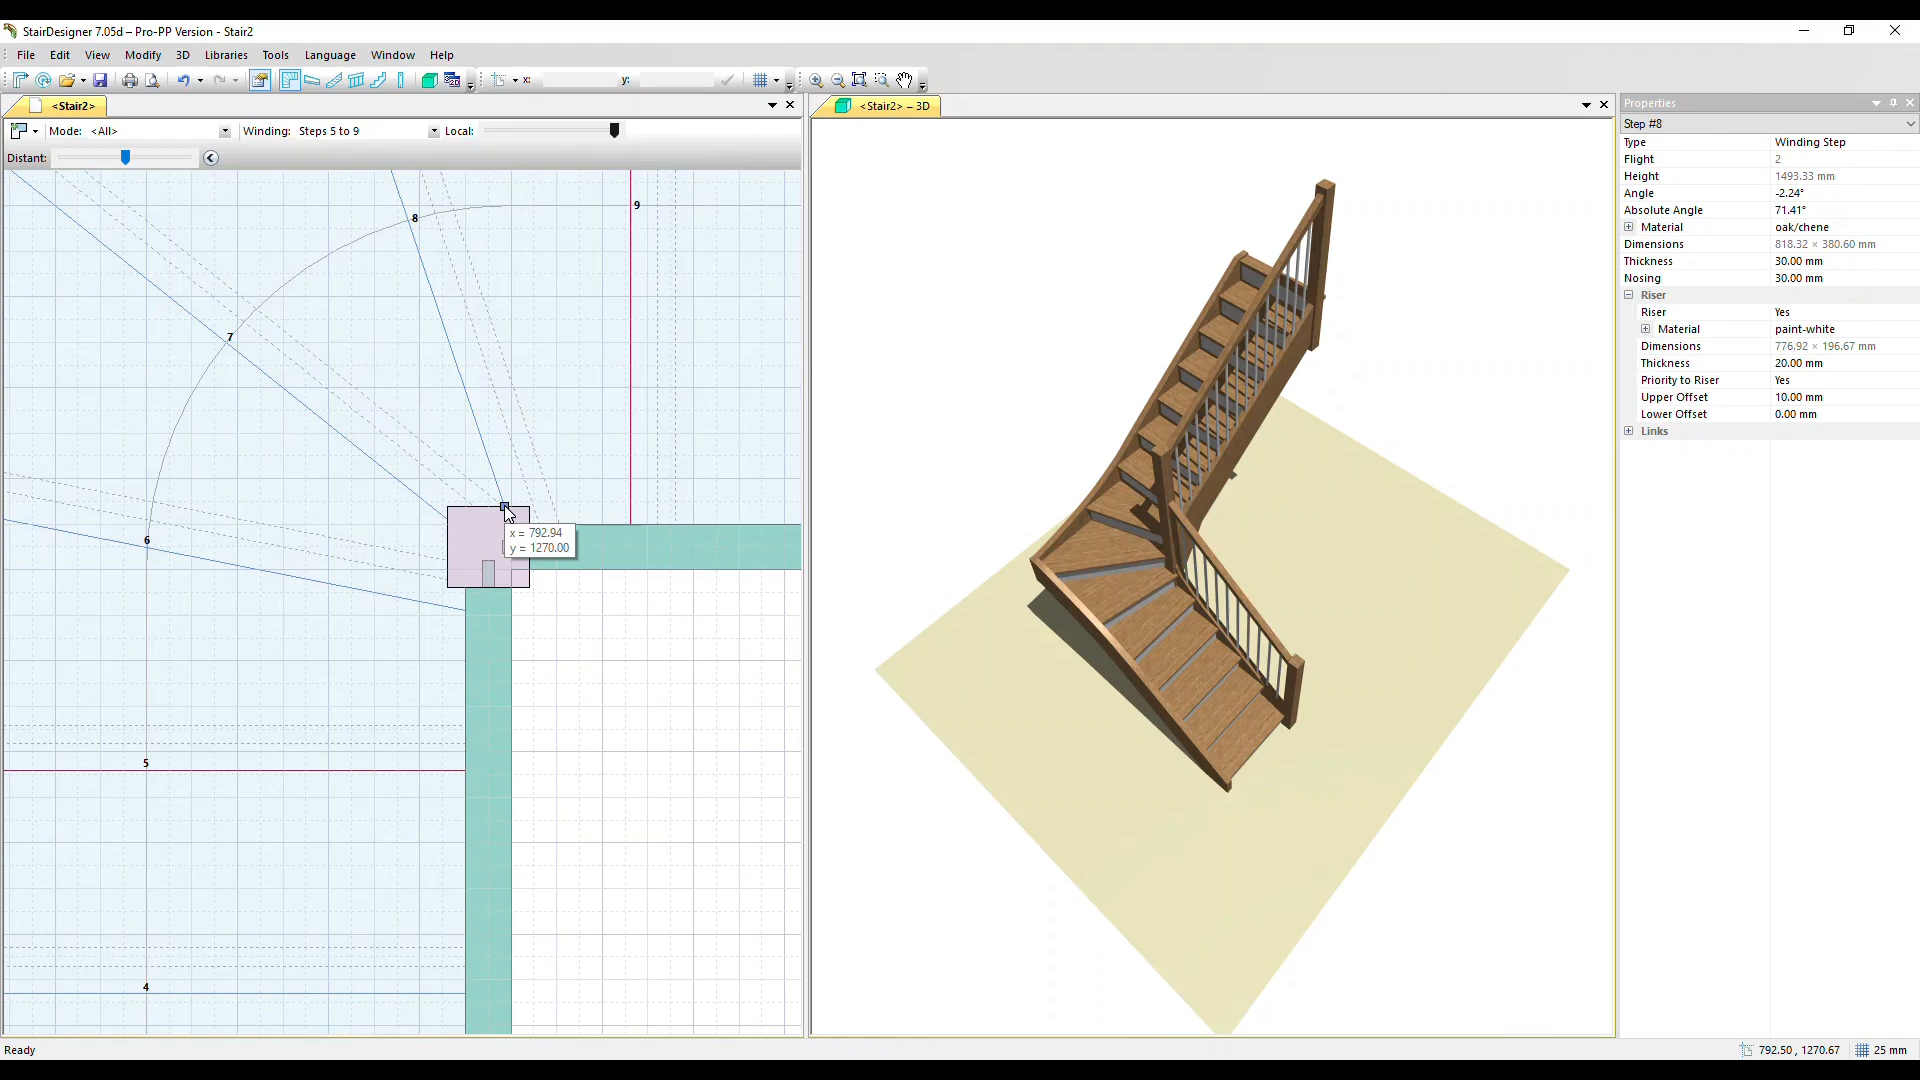 StairDesigner 7.05d – Pro-PP Version - Stair2
File Edit View Modify 3D Libraries Tools Language Window Help
x: y:
<Stair2>
<Stair2> – 3D
Properties
Mode: <All> Winding: Steps 5 to 9 Local:
Distant:
9
8
7
6
5
4
x = 792.94
y = 1270.00
Step #8
Type Winding Step
Flight 2
Height 1493.33 mm
Angle -2.24°
Absolute Angle 71.41°
Material oak/chene
Dimensions 818.32 × 380.60 mm
Thickness 30.00 mm
Nosing 30.00 mm
Riser
Riser Yes
Material paint-white
Dimensions 776.92 × 196.67 mm
Thickness 20.00 mm
Priority to Riser Yes
Upper Offset 10.00 mm
Lower Offset 0.00 mm
Links
Ready
792.50 , 1270.67 25 mm